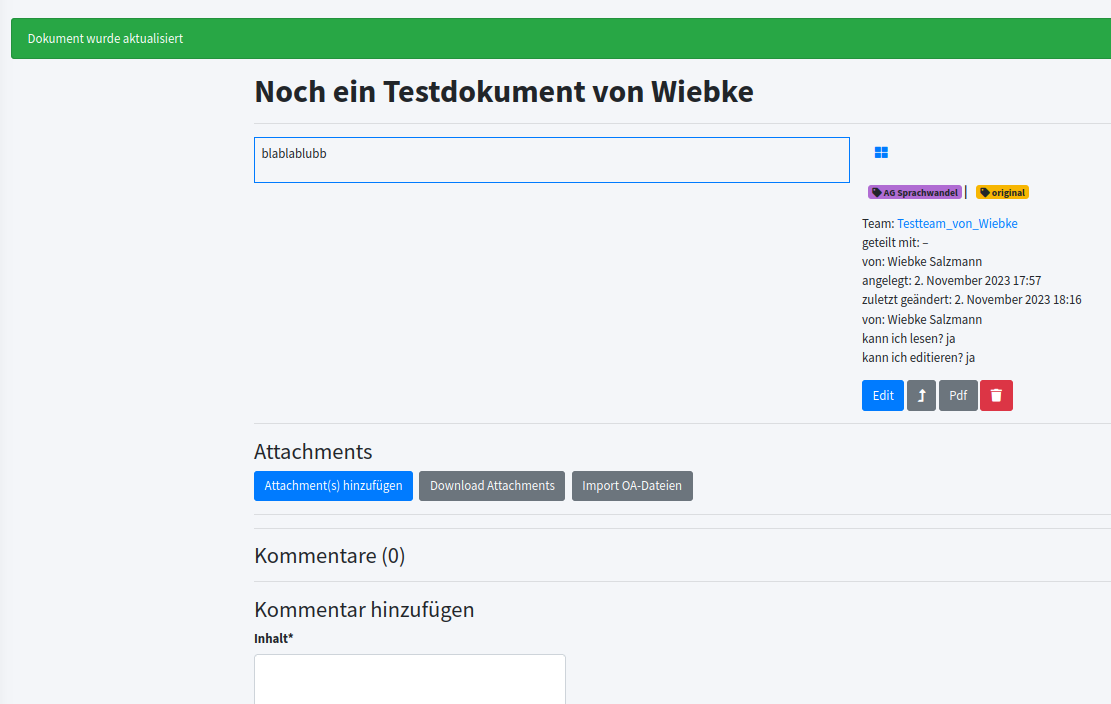 Dokument wurde aktualisiert
Noch ein Testdokument von Wiebke
blablablubb
AG Sprachwandel | original
Team: Testteam_von_Wiebke
geteilt mit: –
von: Wiebke Salzmann
angelegt: 2. November 2023 17:57
zuletzt geändert: 2. November 2023 18:16
von: Wiebke Salzmann
kann ich lesen? ja
kann ich editieren? ja
Edit Pdf
Attachments
Attachment(s) hinzufügen Download Attachments Import OA-Dateien
Kommentare (0)
Kommentar hinzufügen
Inhalt*